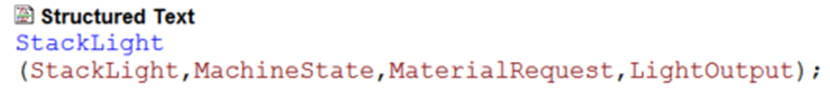 Structured Text
StackLight
(StackLight,MachineState,MaterialRequest,LightOutput);